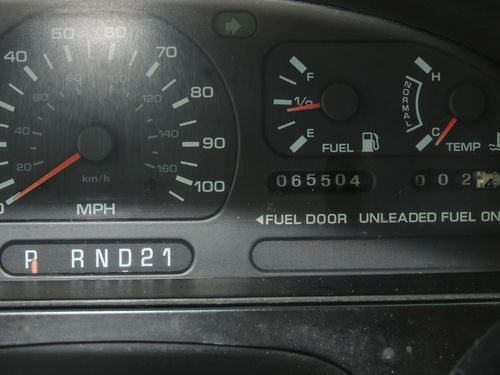 40 50 60 70 80 90 100
20 40 60 80 100 120 140 160
km/h
MPH
F
1/2
E
FUEL
H
NORMAL
C
TEMP
065504
002
◄FUEL DOOR UNLEADED FUEL ON
P RND21